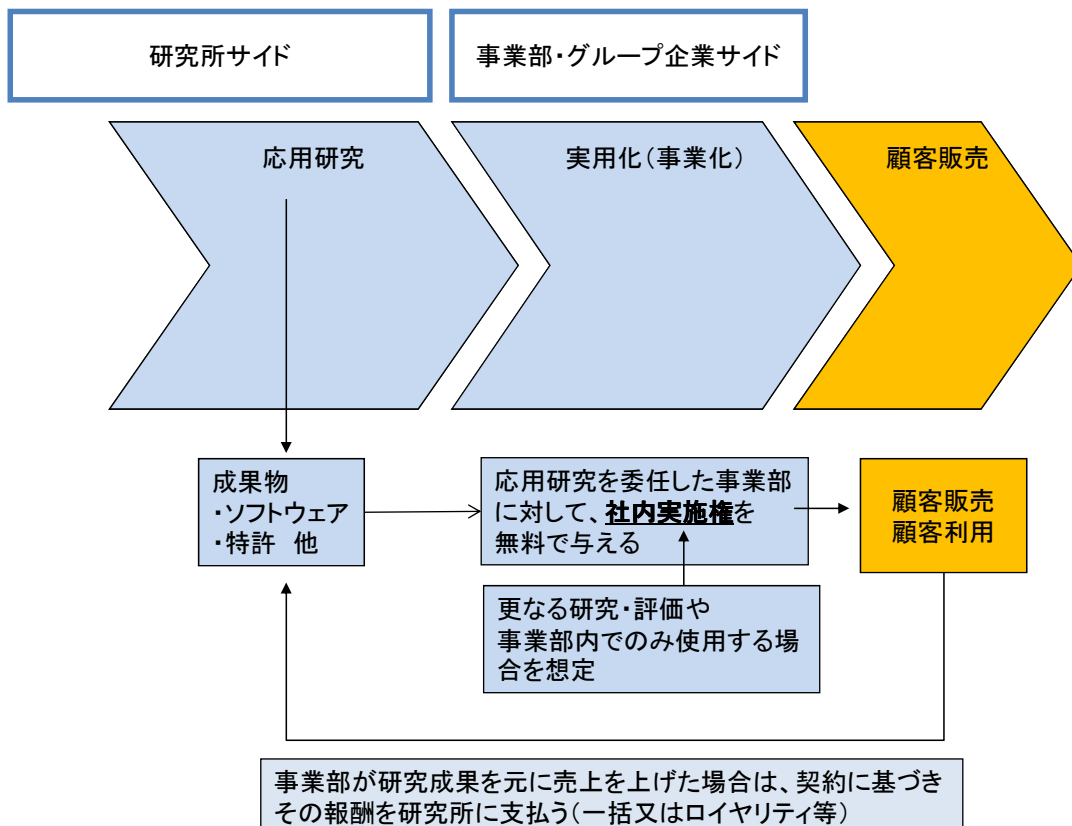 研究所サイド
事業部・グループ企業サイド
応用研究
実用化（事業化）
顧客販売
成果物
・ソフトウェア
・特許　他
応用研究を委任した事業部
に対して、社内実施権を
無料で与える
顧客販売
顧客利用
更なる研究・評価や
事業部内でのみ使用する場
合を想定
事業部が研究成果を元に売上を上げた場合は、契約に基づき
その報酬を研究所に支払う（一括又はロイヤリティ等）